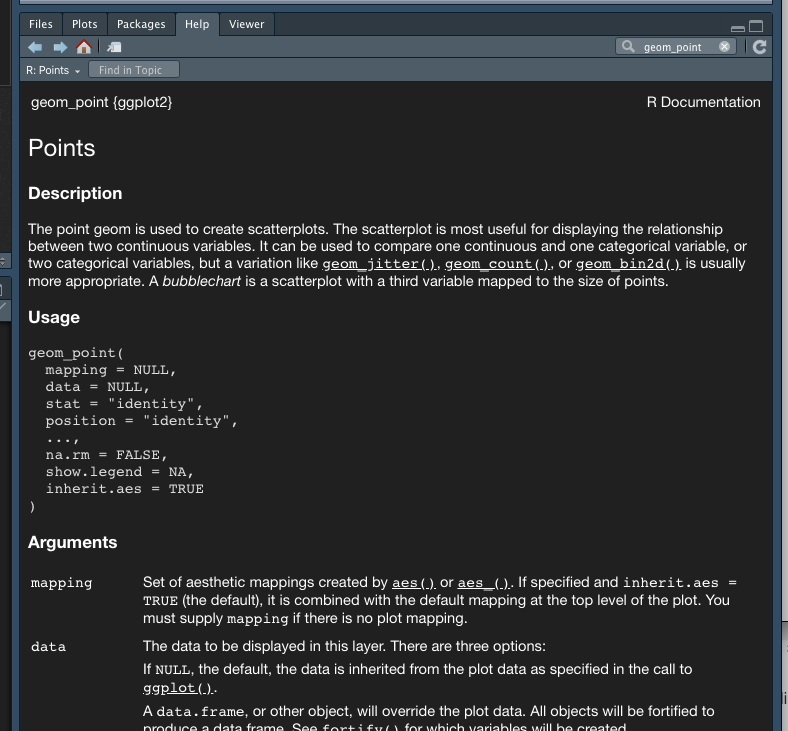 Files Plots Packages Help Viewer
geom_point
R: Points Find in Topic
geom_point {ggplot2} R Documentation
Points
Description
The point geom is used to create scatterplots. The scatterplot is most useful for displaying the relationship
between two continuous variables. It can be used to compare one continuous and one categorical variable, or
two categorical variables, but a variation like geom_jitter(), geom_count(), or geom_bin2d() is usually
more appropriate. A bubblechart is a scatterplot with a third variable mapped to the size of points.
Usage
geom_point(
mapping = NULL,
data = NULL,
stat = "identity",
position = "identity",
...,
na.rm = FALSE,
show.legend = NA,
inherit.aes = TRUE
)
Arguments
mapping Set of aesthetic mappings created by aes() or aes_(). If specified and inherit.aes =
TRUE (the default), it is combined with the default mapping at the top level of the plot. You
must supply mapping if there is no plot mapping.
data The data to be displayed in this layer. There are three options:
If NULL, the default, the data is inherited from the plot data as specified in the call to
ggplot().
A data.frame, or other object, will override the plot data. All objects will be fortified to
produce a data frame. See fortify() for which variables will be created.